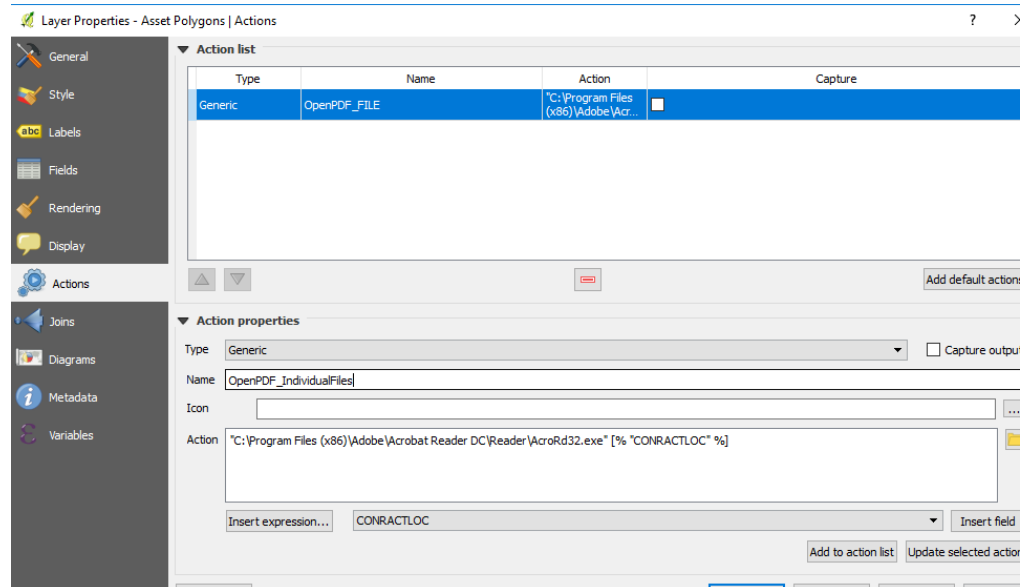 Layer Properties - Asset Polygons | Actions ?
General
Style
abc Labels
Fields
Rendering
Display
Actions
Joins
Diagrams
Metadata
Variables
Action list
Type Name Action Capture
Generic OpenPDF_FILE "C:\Program Files
(x86)\Adobe\Acr...
Add default actions
Action properties
Type Generic Capture output
Name OpenPDF_IndividualFiles
Icon ...
Action "C:\Program Files (x86)\Adobe\Acrobat Reader DC\Reader\AcroRd32.exe" [% "CONRACTLOC" %]
Insert expression... CONRACTLOC Insert field
Add to action list Update selected action